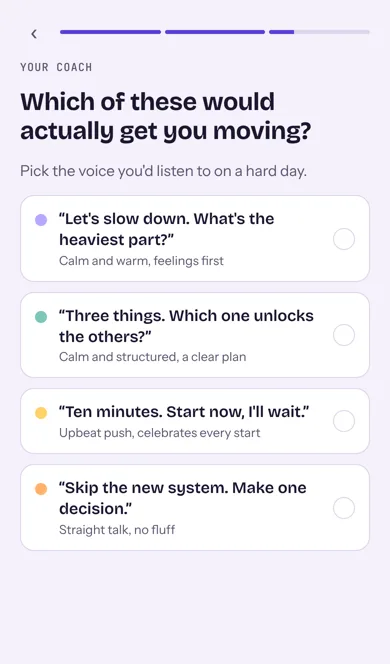 YOUR COACH
Which of these would
actually get you moving?
Pick the voice you'd listen to on a hard day.
“Let's slow down. What's the
heaviest part?”
Calm and warm, feelings first
“Three things. Which one unlocks
the others?”
Calm and structured, a clear plan
“Ten minutes. Start now, I'll wait.”
Upbeat push, celebrates every start
“Skip the new system. Make one
decision.”
Straight talk, no fluff